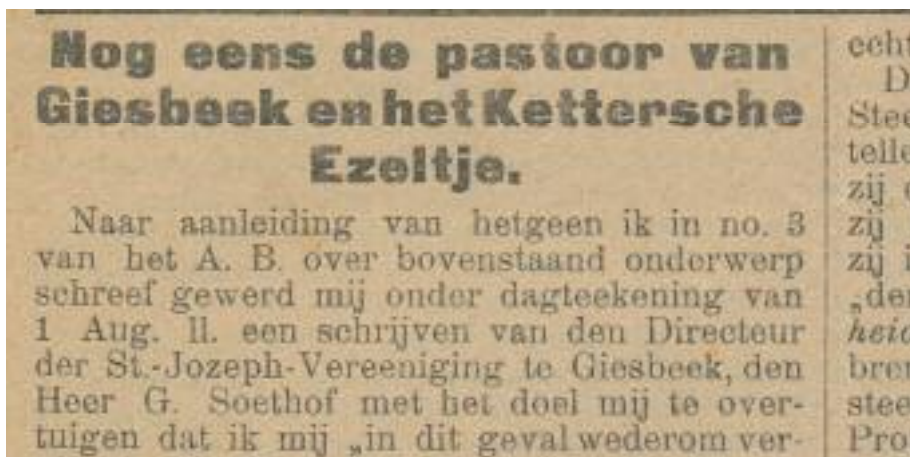 Nog eens de pastoor van
Giesbeek en het Kettersche
Ezeltje.
Naar aanleiding van hetgeen ik in no. 3
van het A. B. over bovenstaand onderwerp
schreef gewerd mij onder dagteekening van
1 Aug. ll. een schrijven van den Directeur
der St.-Jozeph-Vereeniging te Giesbeek, den
Heer G. Soethof met het doel mij te over-
tuigen dat ik mij „in dit geval wederom ver-
echt
D
Stee
telle
zij
zij
zij i
„der
heid
bren
stee
Pro